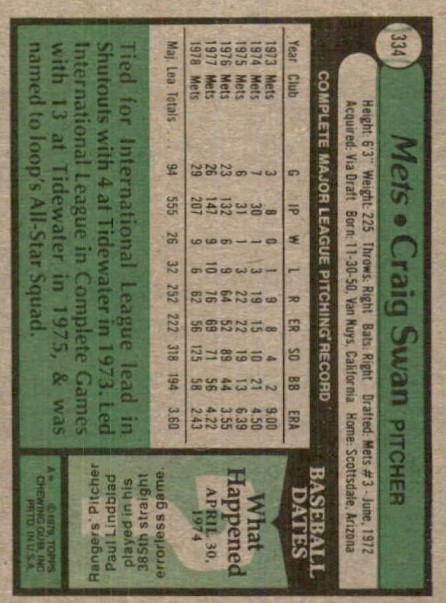 334
Mets • Craig Swan PITCHER
Height: 6'3" Weight: 225 Throws: Right Bats: Right Drafted: Mets #3 - June, 1972
Acquired: Via Draft Born: 11-30-50, Van Nuys, California Home: Scottsdale, Arizona
COMPLETE MAJOR LEAGUE PITCHING RECORD
Year Club G IP W L R ER SO BB ERA
1973 Mets 3 8 0 1 9 8 4 2 9.00
1974 Mets 7 30 1 3 19 15 10 21 4.50
1975 Mets 6 31 1 3 22 22 19 13 6.39
1976 Mets 23 132 6 9 64 52 89 44 3.55
1977 Mets 26 147 9 10 76 69 71 56 4.22
1978 Mets 29 207 9 6 62 56 125 58 2.43
Maj. Lea. Totals . . . 94 555 26 32 252 222 318 194 3.60
Tied for International League lead in
Shutouts with 4 at Tidewater in 1973. Led
International League in Complete Games
with 13 at Tidewater in 1975, & was
named to loop's All-Star Squad.
BASEBALL
DATES
What
Happened
APRIL 30,
1974
Rangers' Pitcher
Paul Lindblad
played in his
385th straight
errorless game
A* ©1979, TOPPS
CHEWING GUM, INC.
PRTD. IN U.S.A.